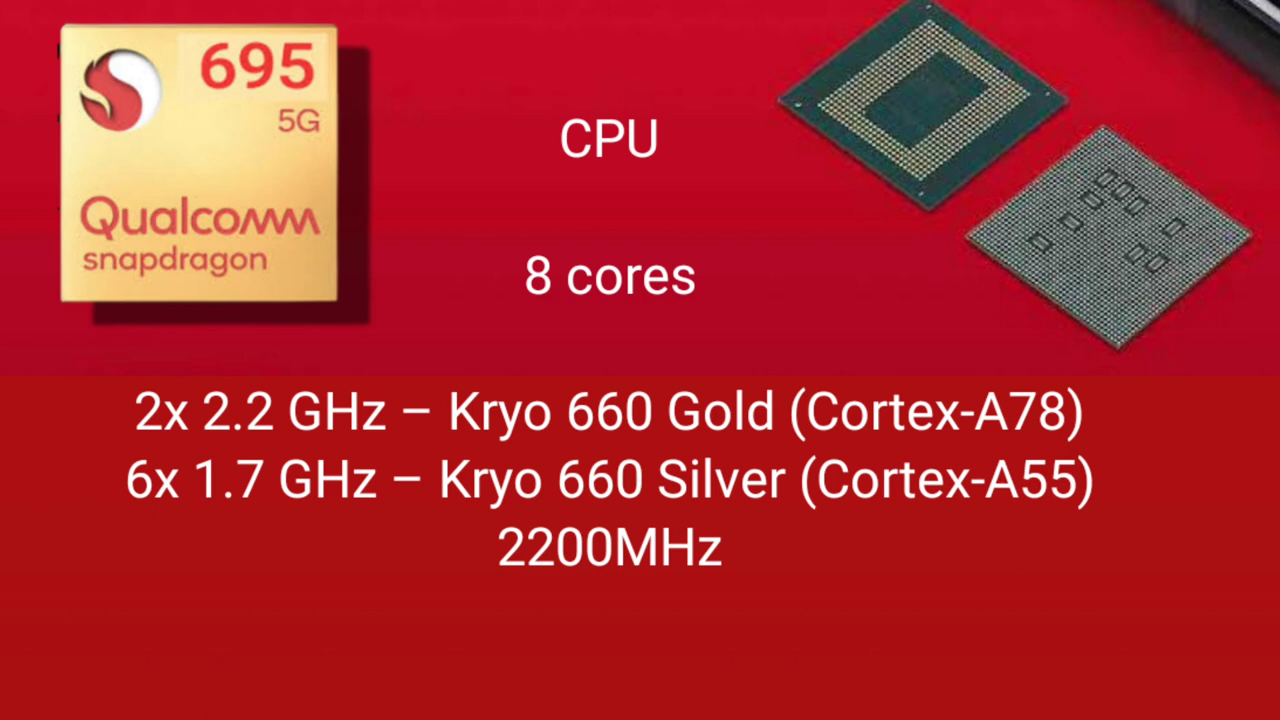 695
5G
Qualcomm
snapdragon
CPU
8 cores
2x 2.2 GHz – Kryo 660 Gold (Cortex-A78)
6x 1.7 GHz – Kryo 660 Silver (Cortex-A55)
2200MHz